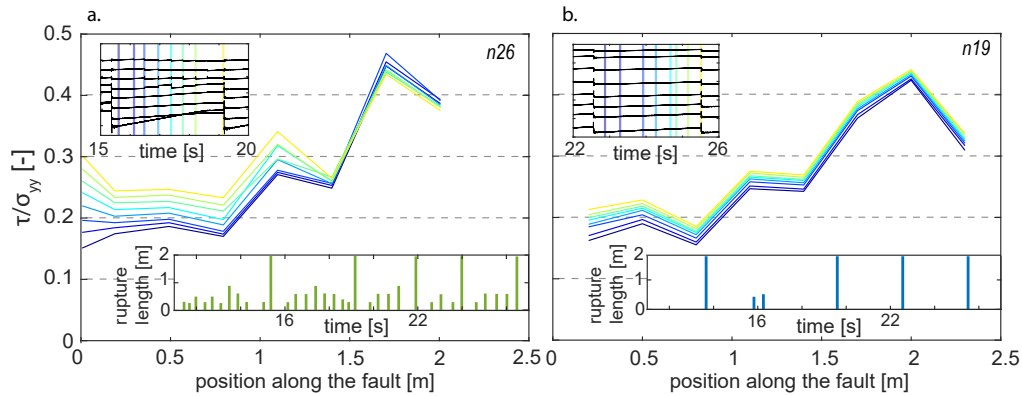 a.
b.
0.5
0.4
0.3
0.2
0.1
0
τ/σyy [-]
n26
15
20
time [s]
2
1
0
rupture
length [m]
16
22
time [s]
0
0.5
1
1.5
2
2.5
position along the fault [m]
n19
22
26
time [s]
2
1
0
rupture
length [m]
16
22
time [s]
0
0.5
1
1.5
2
2.5
position along the fault [m]